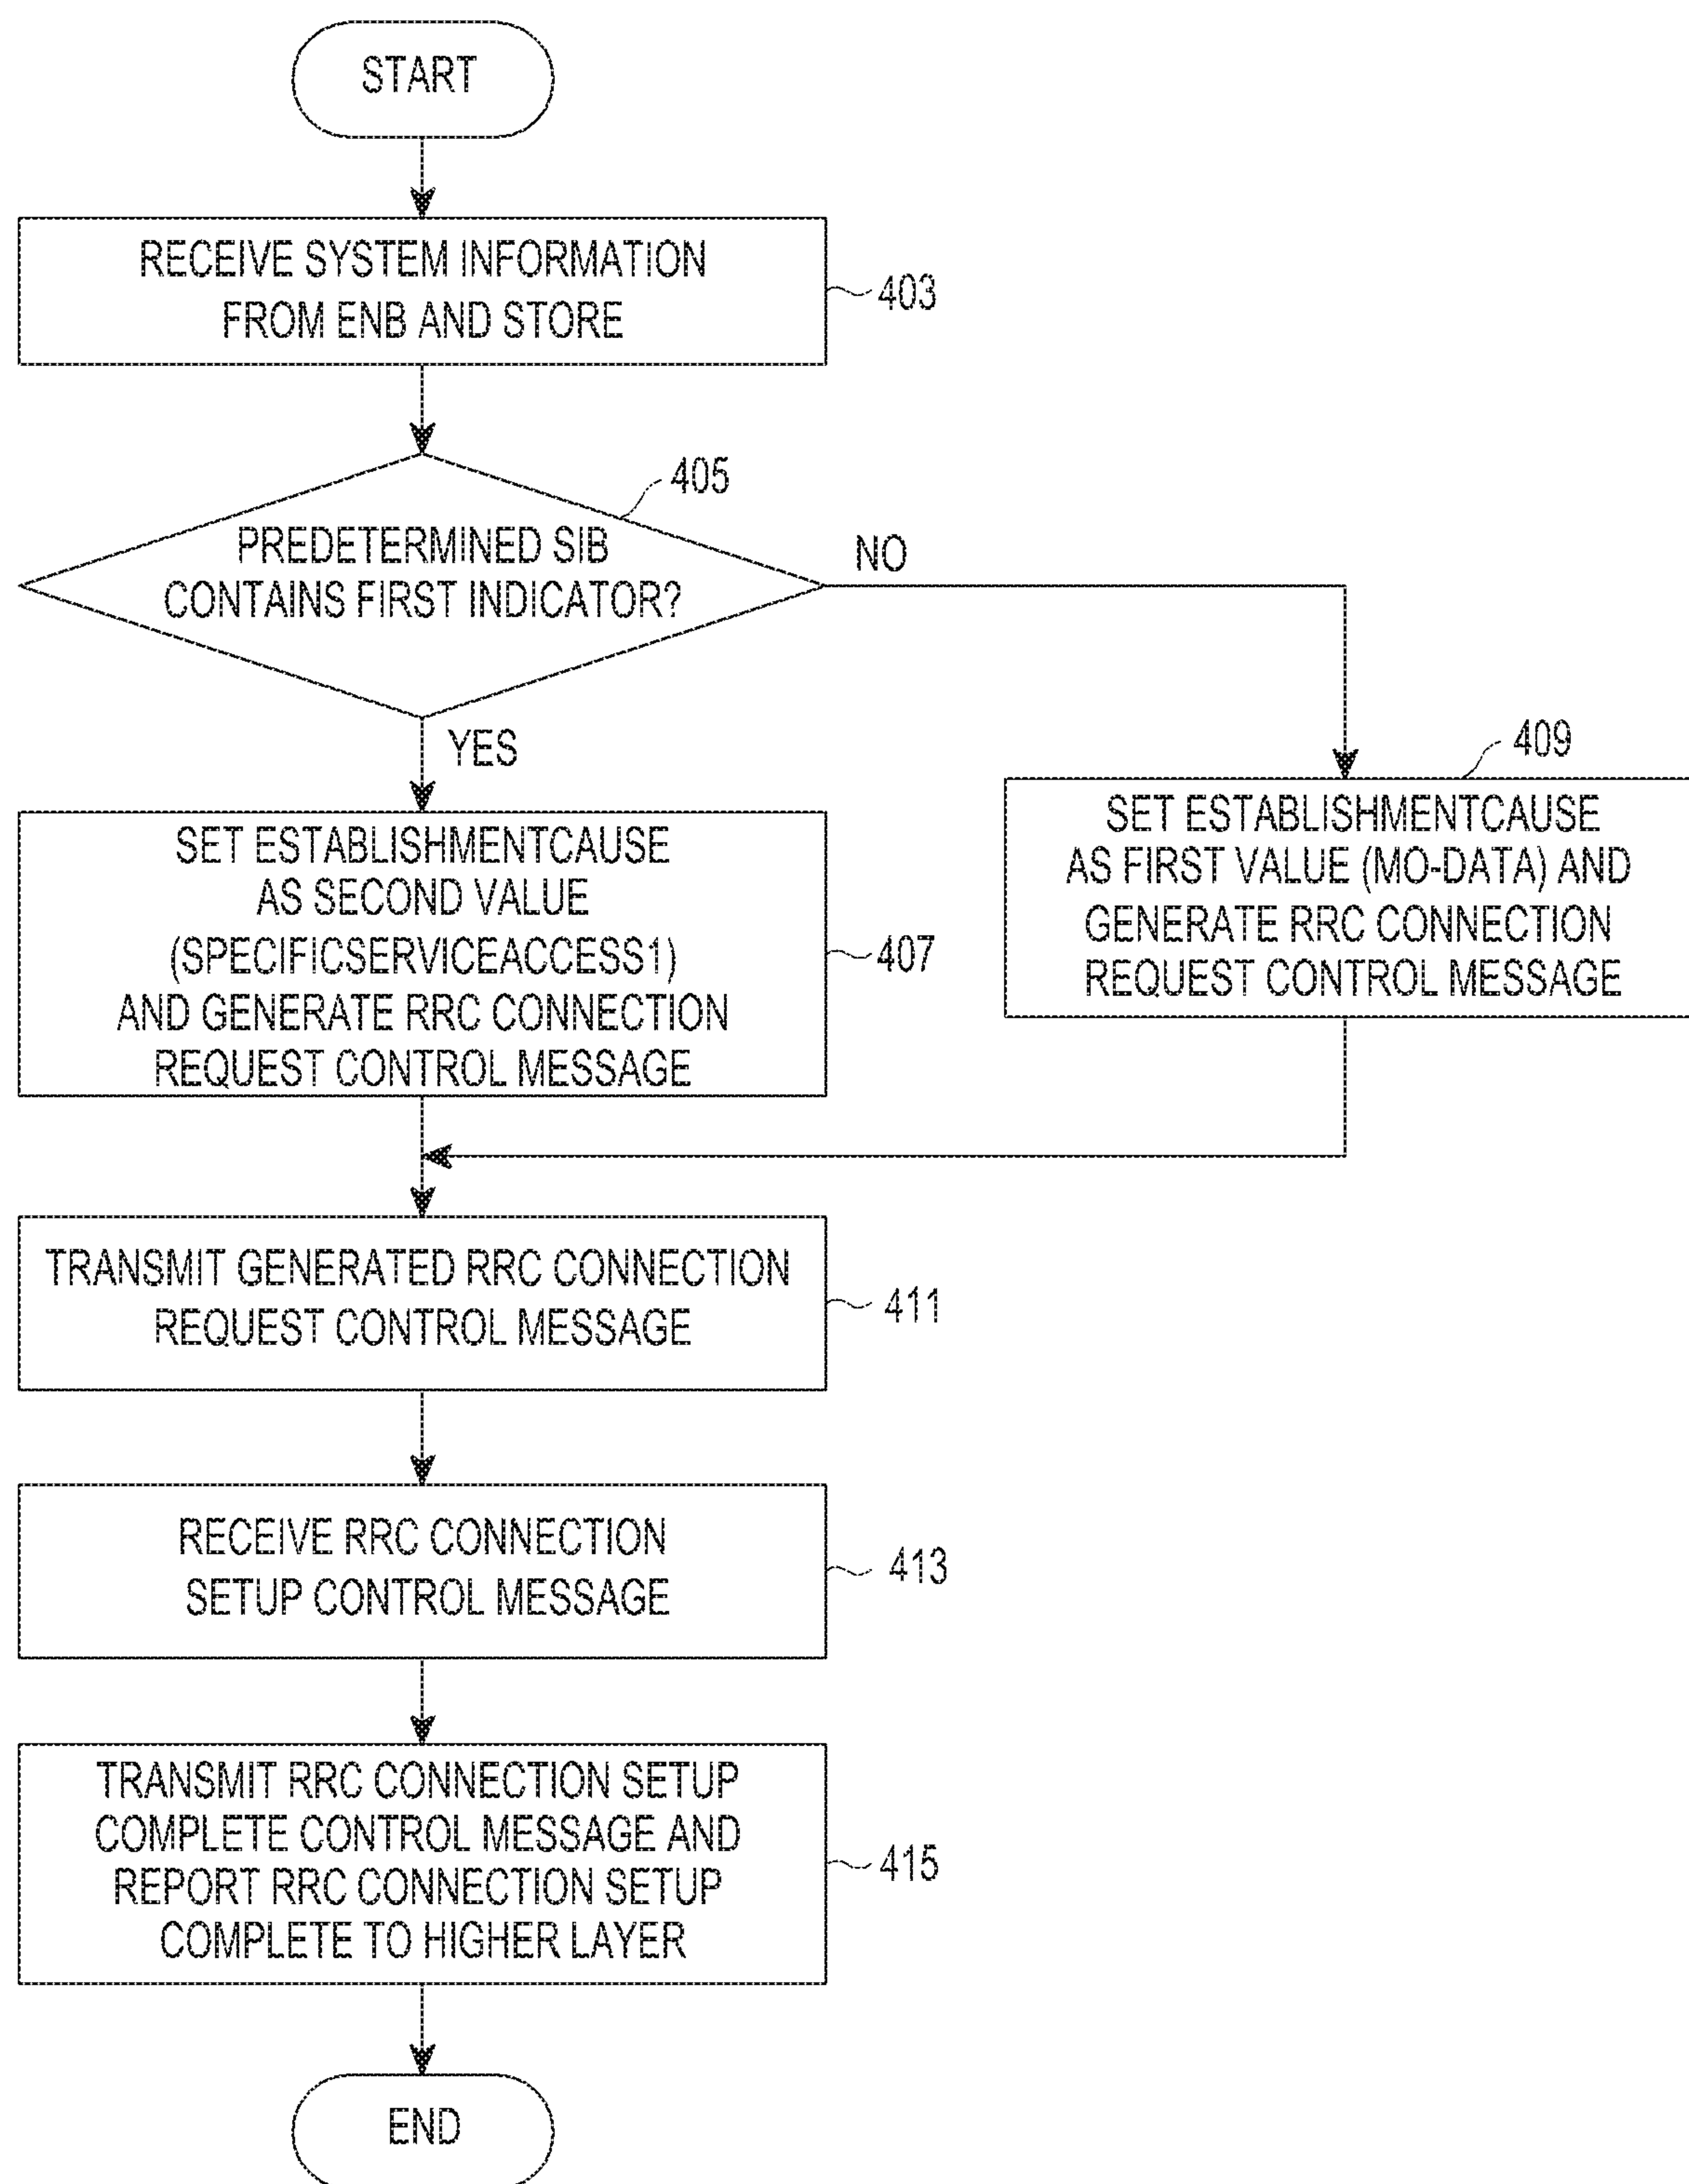 START
RECEIVE SYSTEM INFORMATION
FROM ENB AND STORE
403
405
PREDETERMINED SIB
CONTAINS FIRST INDICATOR?
NO
YES
409
SET ESTABLISHMENTCAUSE
AS FIRST VALUE (MO-DATA) AND
GENERATE RRC CONNECTION
REQUEST CONTROL MESSAGE
SET ESTABLISHMENTCAUSE
AS SECOND VALUE
(SPECIFICSERVICEACCESS1)
AND GENERATE RRC CONNECTION
REQUEST CONTROL MESSAGE
407
TRANSMIT GENERATED RRC CONNECTION
REQUEST CONTROL MESSAGE
411
RECEIVE RRC CONNECTION
SETUP CONTROL MESSAGE
413
TRANSMIT RRC CONNECTION SETUP
COMPLETE CONTROL MESSAGE AND
REPORT RRC CONNECTION SETUP
COMPLETE TO HIGHER LAYER
415
END